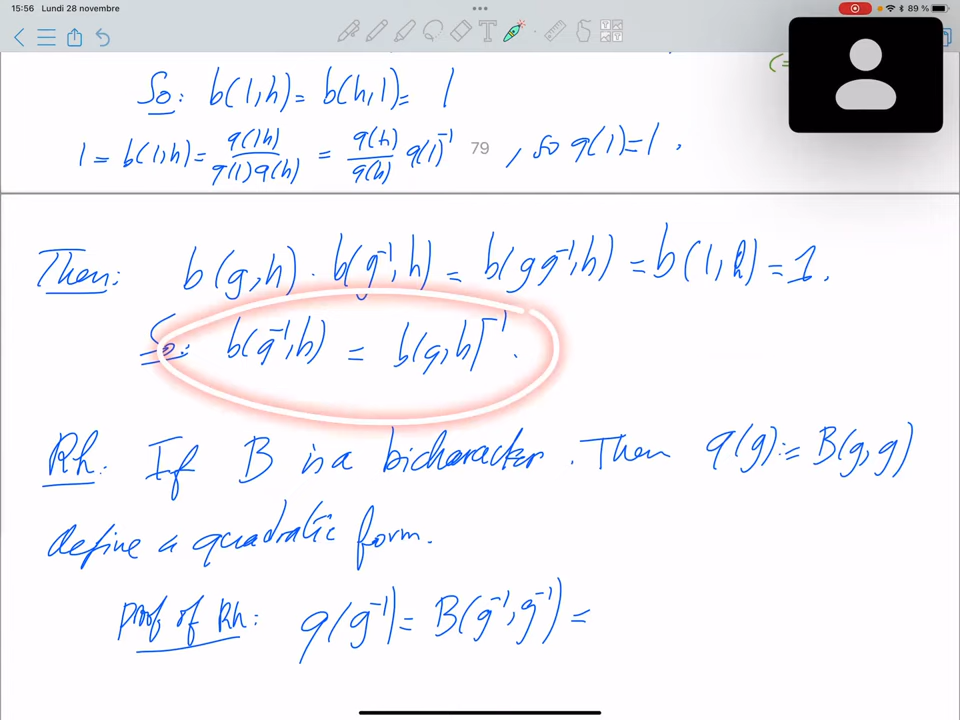 15:56 Lundi 28 novembre
89 %
So: b(1,h) = b(h,1) = 1
1 = b(1,h) = q(1h)/q(1)q(h) = q(h)/q(h) q(1)⁻¹ , so q(1) = 1 .
79
Then: b(g,h) · b(g⁻¹,h) = b(gg⁻¹,h) = b(1,h) = 1.
So: b(g⁻¹,h) = b(g,h)⁻¹ .
Rk: If B is a bicharacter. Then q(g) := B(g,g)
define a quadratic form.
Proof of Rk: q(g⁻¹) = B(g⁻¹,g⁻¹) =